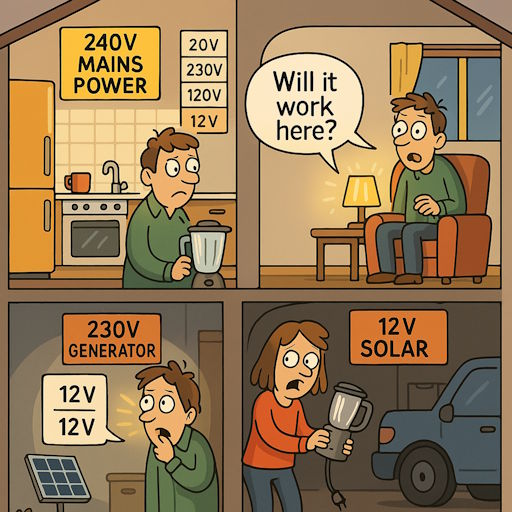 240V
MAINS
POWER
20V
230V
120V
12V
Will it
work
here?
230V
GENERATOR
12V
12V
12V
SOLAR